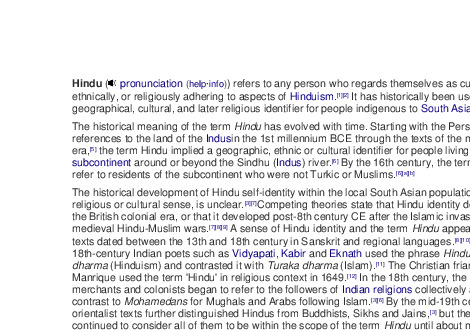 Hindu (🔊 pronunciation (help·info)) refers to any person who regards themselves as cu
ethnically, or religiously adhering to aspects of Hinduism.[1][2] It has historically been us
geographical, cultural, and later religious identifier for people indigenous to South Asia
The historical meaning of the term Hindu has evolved with time. Starting with the Pers
references to the land of the Indusin the 1st millennium BCE through the texts of the m
era,[5] the term Hindu implied a geographic, ethnic or cultural identifier for people living
subcontinent around or beyond the Sindhu (Indus) river.[6] By the 16th century, the term
refer to residents of the subcontinent who were not Turkic or Muslims.
The historical development of Hindu self-identity within the local South Asian populatio
religious or cultural sense, is unclear. Competing theories state that Hindu identity de
the British colonial era, or that it developed post-8th century CE after the Islamic invas
medieval Hindu-Muslim wars.[7][8][9] A sense of Hindu identity and the term Hindu appea
texts dated between the 13th and 18th century in Sanskrit and regional languages.
18th-century Indian poets such as Vidyapati, Kabir and Eknath used the phrase Hindu
dharma (Hinduism) and contrasted it with Turaka dharma (Islam).[11] The Christian friar
Manrique used the term 'Hindu' in religious context in 1649.[12] In the 18th century, the
merchants and colonists began to refer to the followers of Indian religions collectively a
contrast to Mohamedans for Mughals and Arabs following Islam. By the mid-19th c
orientalist texts further distinguished Hindus from Buddhists, Sikhs and Jains,[3] but the
continued to consider all of them to be within the scope of the term Hindu until about m